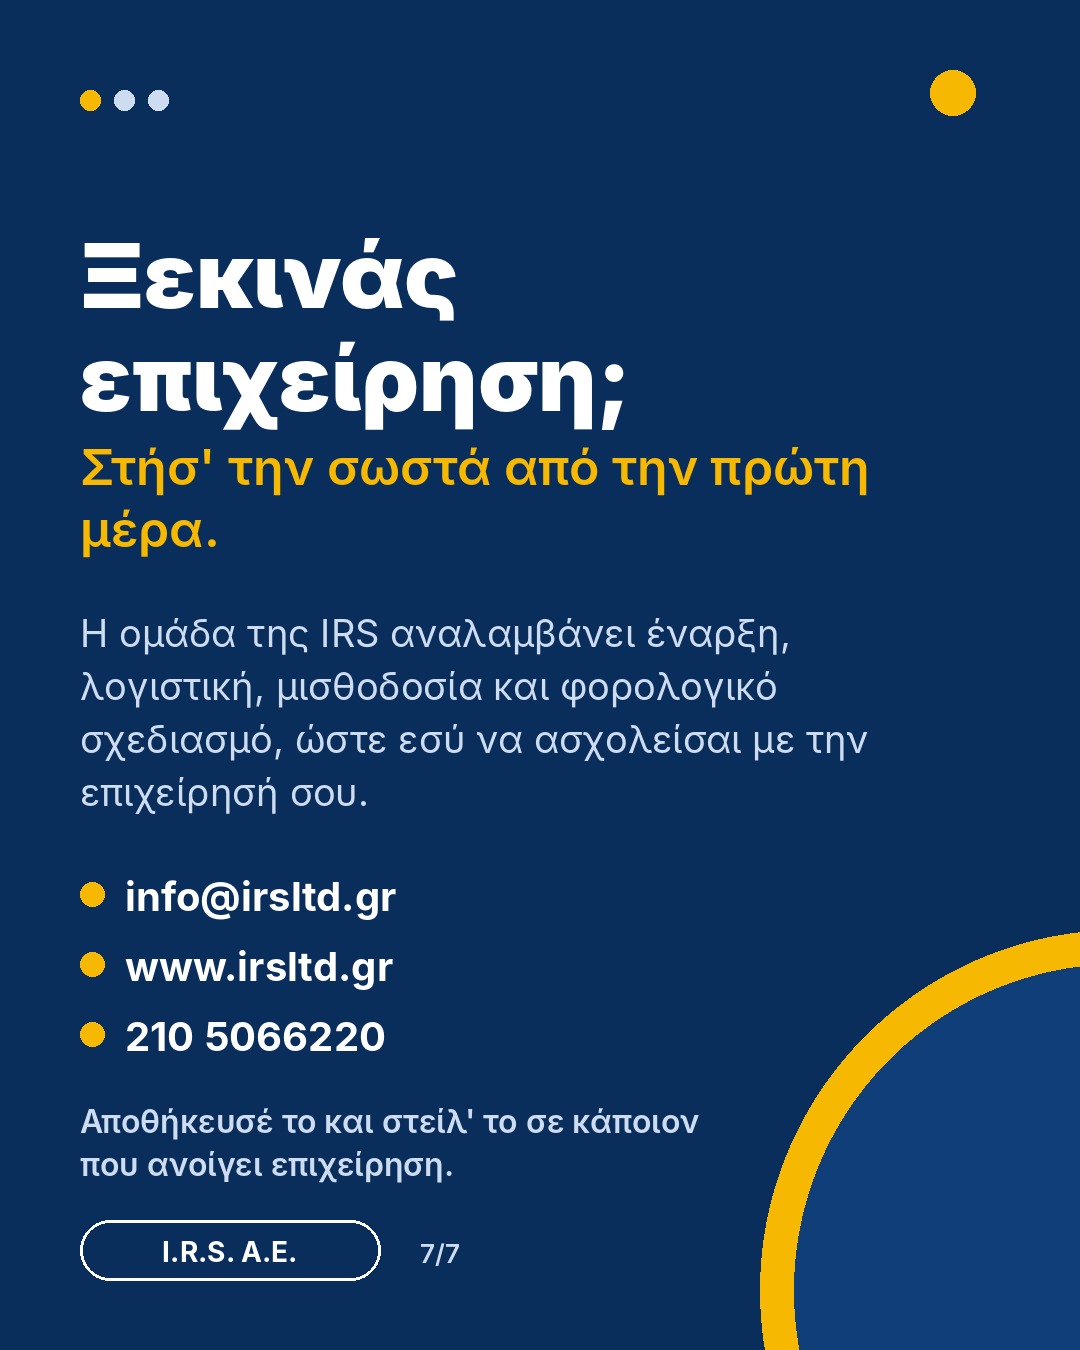 Ξεκινάς
επιχείρηση;
Στήσ' την σωστά από την πρώτη
μέρα.
Η ομάδα της IRS αναλαμβάνει έναρξη,
λογιστική, μισθοδοσία και φορολογικό
σχεδιασμό, ώστε εσύ να ασχολείσαι με την
επιχείρησή σου.
info@irsltd.gr
www.irsltd.gr
210 5066220
Αποθήκευσέ το και στείλ' το σε κάποιον
που ανοίγει επιχείρηση.
I.R.S. A.E.
7/7